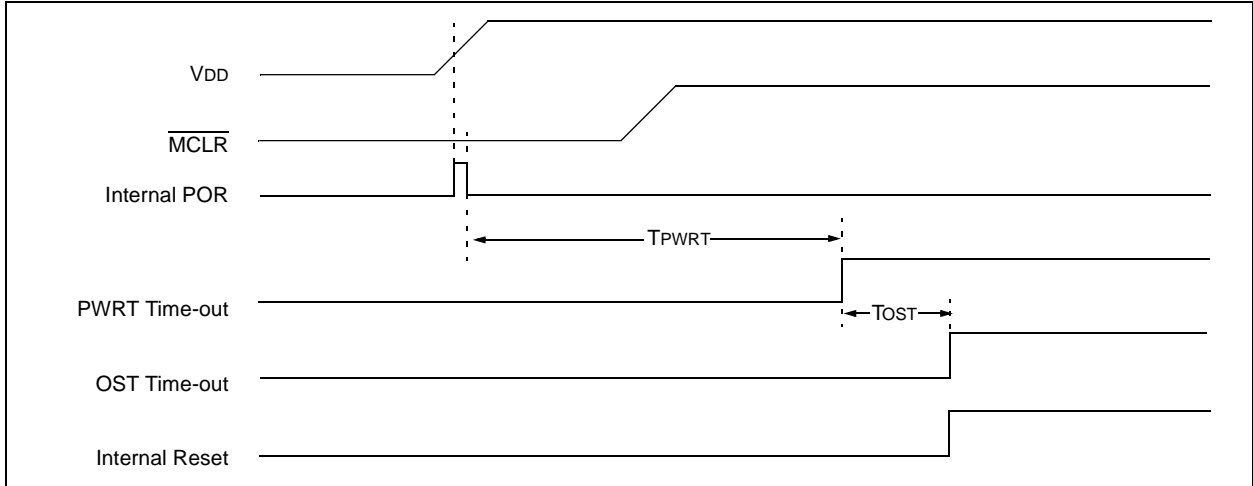 VDD
MCLR
Internal POR
TPWRT
PWRT Time-out
TOST
OST Time-out
Internal Reset